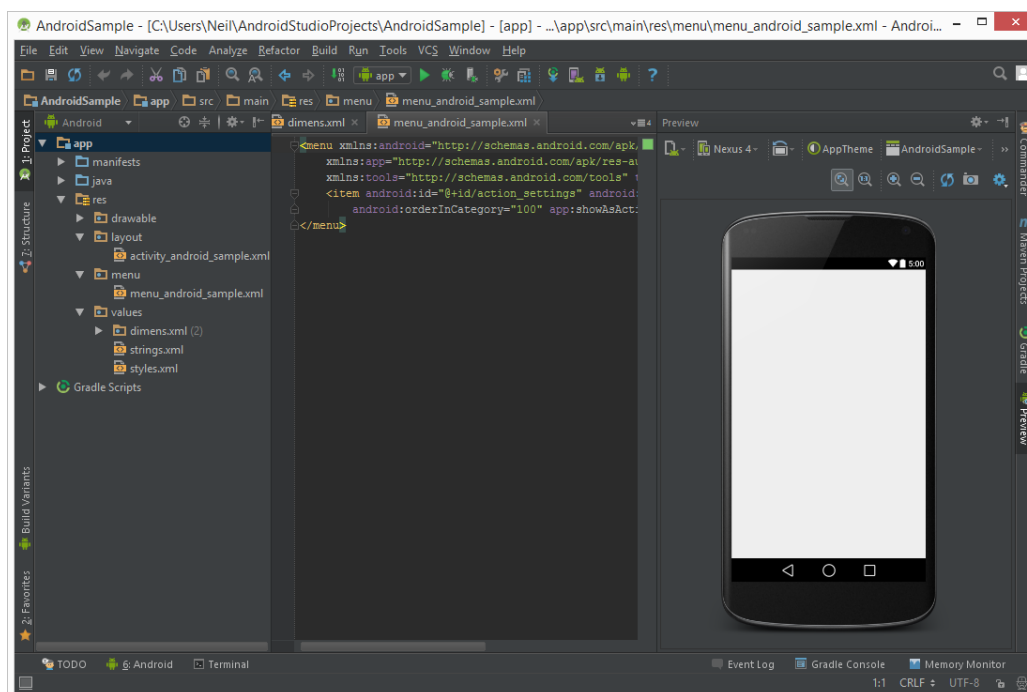 AndroidSample - [C:\Users\Neil\AndroidStudioProjects\AndroidSample] - [app] - ...\app\src\main\res\menu\menu_android_sample.xml - Androi...
File Edit View Navigate Code Analyze Refactor Build Run Tools VCS Window Help
app
AndroidSample app src main res menu menu_android_sample.xml
1: Project
7: Structure
Build Variants
2: Favorites
Android
app
manifests
java
res
drawable
layout
activity_android_sample.xml
menu
menu_android_sample.xml
values
dimens.xml (2)
strings.xml
styles.xml
Gradle Scripts
dimens.xml menu_android_sample.xml 4
<menu xmlns:android="http://schemas.android.com/apk/
xmlns:app="http://schemas.android.com/apk/res-au
xmlns:tools="http://schemas.android.com/tools"
<item android:id="@+id/action_settings" android:
android:orderInCategory="100" app:showAsActi
</menu>
Preview
Nexus 4 AppTheme AndroidSample
1:1
5:00
Commander
Maven Projects
Gradle
Preview
TODO 6: Android Terminal Event Log Gradle Console Memory Monitor
1:1 CRLF UTF-8